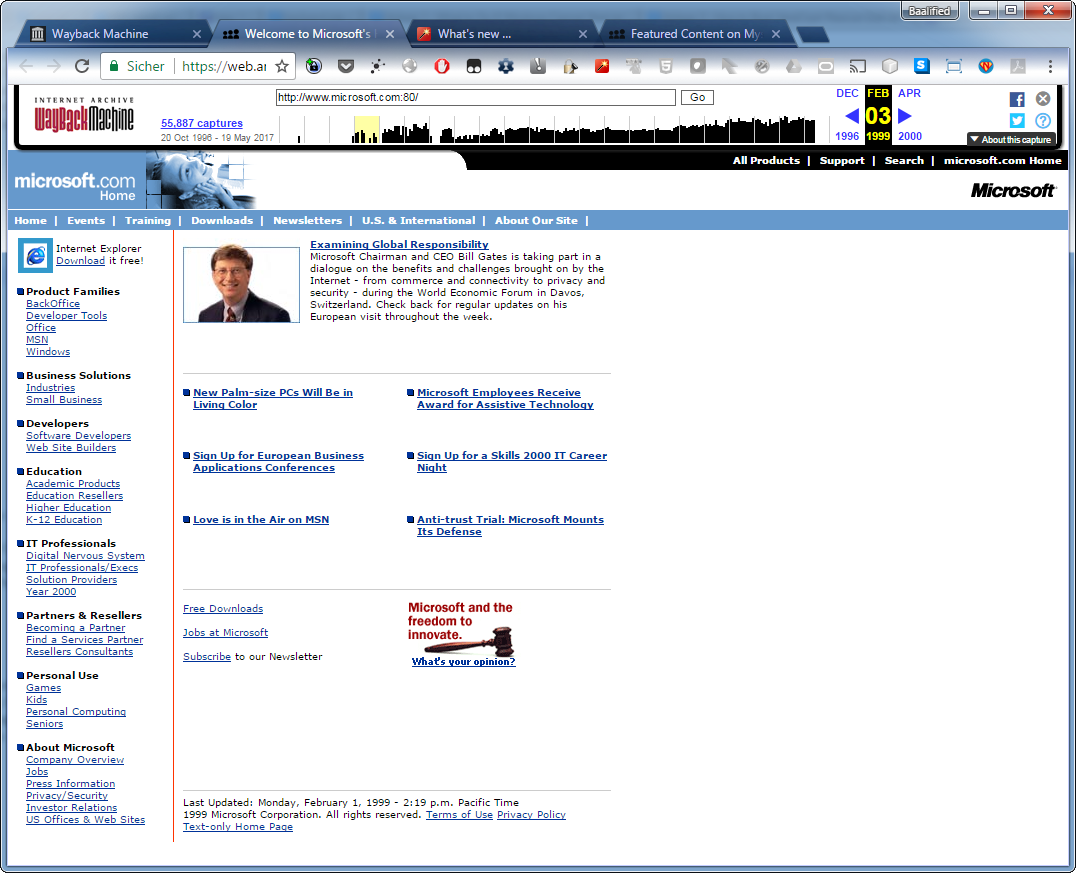 Baalified
Wayback Machine
Welcome to Microsoft's
What's new ...
Featured Content on My
Sicher
https://web.ar
INTERNET ARCHIVE
WayBackMachine
http://www.microsoft.com:80/
Go
55,887 captures
20 Oct 1996 - 19 May 2017
DEC FEB APR
03
1996 1999 2000
About this capture
All Products | Support | Search | microsoft.com Home
microsoft.com
Home
Microsoft
Home | Events | Training | Downloads | Newsletters | U.S. & International | About Our Site |
Internet Explorer
Download it free!
Product Families
BackOffice
Developer Tools
Office
MSN
Windows
Business Solutions
Industries
Small Business
Developers
Software Developers
Web Site Builders
Education
Academic Products
Education Resellers
Higher Education
K-12 Education
IT Professionals
Digital Nervous System
IT Professionals/Execs
Solution Providers
Year 2000
Partners & Resellers
Becoming a Partner
Find a Services Partner
Resellers Consultants
Personal Use
Games
Kids
Personal Computing
Seniors
About Microsoft
Company Overview
Jobs
Press Information
Privacy/Security
Investor Relations
US Offices & Web Sites
Examining Global Responsibility
Microsoft Chairman and CEO Bill Gates is taking part in a
dialogue on the benefits and challenges brought on by the
Internet - from commerce and connectivity to privacy and
security - during the World Economic Forum in Davos,
Switzerland. Check back for regular updates on his
European visit throughout the week.
New Palm-size PCs Will Be in
Living Color
Microsoft Employees Receive
Award for Assistive Technology
Sign Up for European Business
Applications Conferences
Sign Up for a Skills 2000 IT Career
Night
Love is in the Air on MSN
Anti-trust Trial: Microsoft Mounts
Its Defense
Free Downloads
Jobs at Microsoft
Subscribe to our Newsletter
Microsoft and the
freedom to
innovate.
What's your opinion?
Last Updated: Monday, February 1, 1999 - 2:19 p.m. Pacific Time
1999 Microsoft Corporation. All rights reserved. Terms of Use Privacy Policy
Text-only Home Page